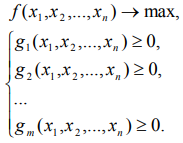 f(x₁,x₂,...,xₙ) → max,
g₁(x₁,x₂,...,xₙ) ≥ 0,
g₂(x₁,x₂,...,xₙ) ≥ 0,
...
gₘ(x₁,x₂,...,xₙ) ≥ 0.